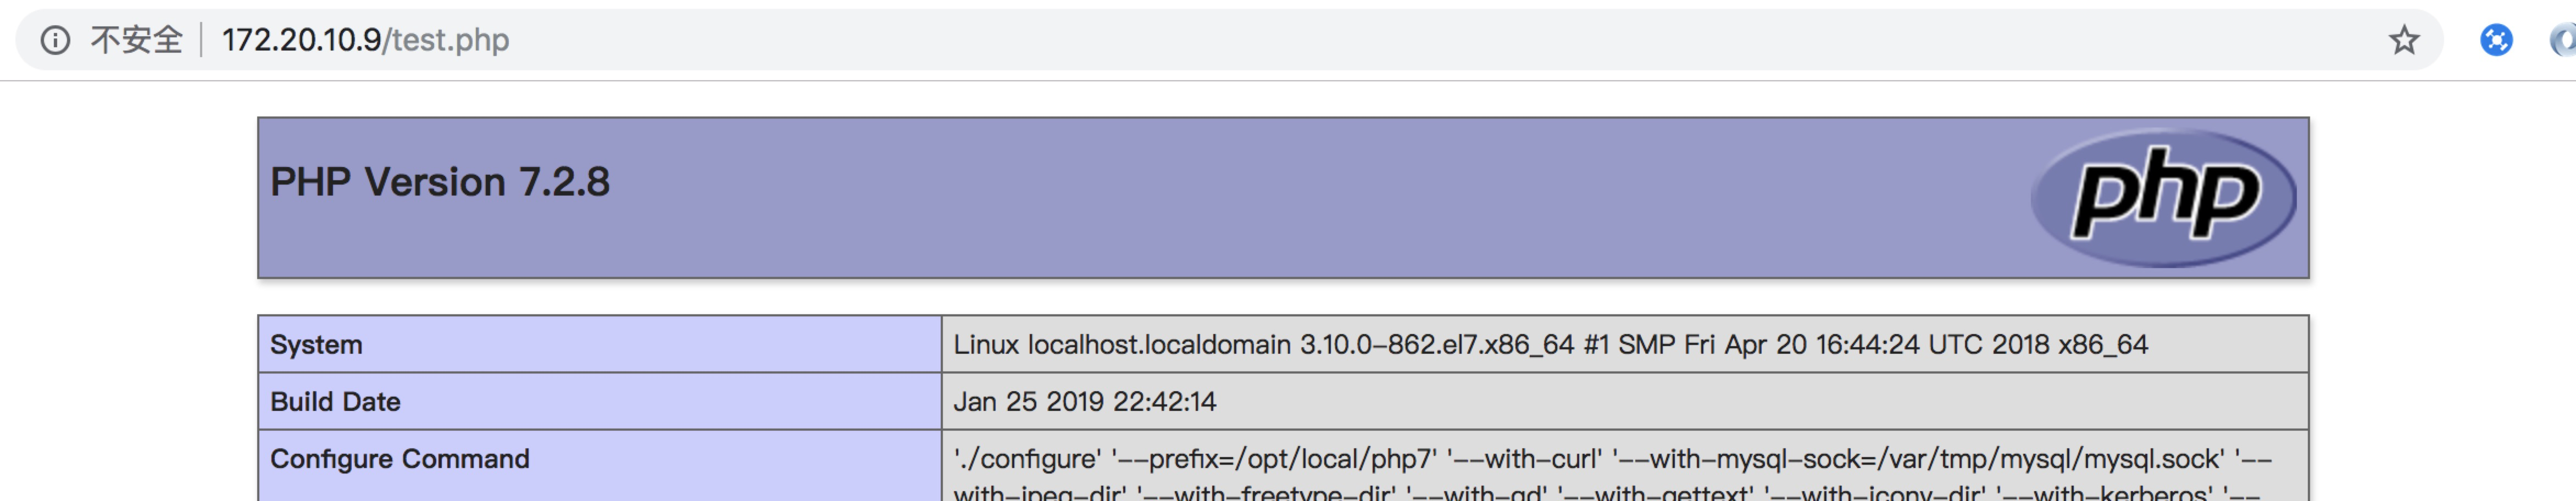 不安全 172.20.10.9/test.php
PHP Version 7.2.8
php
System Linux localhost.localdomain 3.10.0-862.el7.x86_64 #1 SMP Fri Apr 20 16:44:24 UTC 2018 x86_64
Build Date Jan 25 2019 22:42:14
Configure Command './configure' '--prefix=/opt/local/php7' '--with-curl' '--with-mysql-sock=/var/tmp/mysql/mysql.sock' '--
with-jpeg-dir' '--with-freetype-dir' '--with-gd' '--with-gettext' '--with-iconv-dir' '--with-kerberos' '--